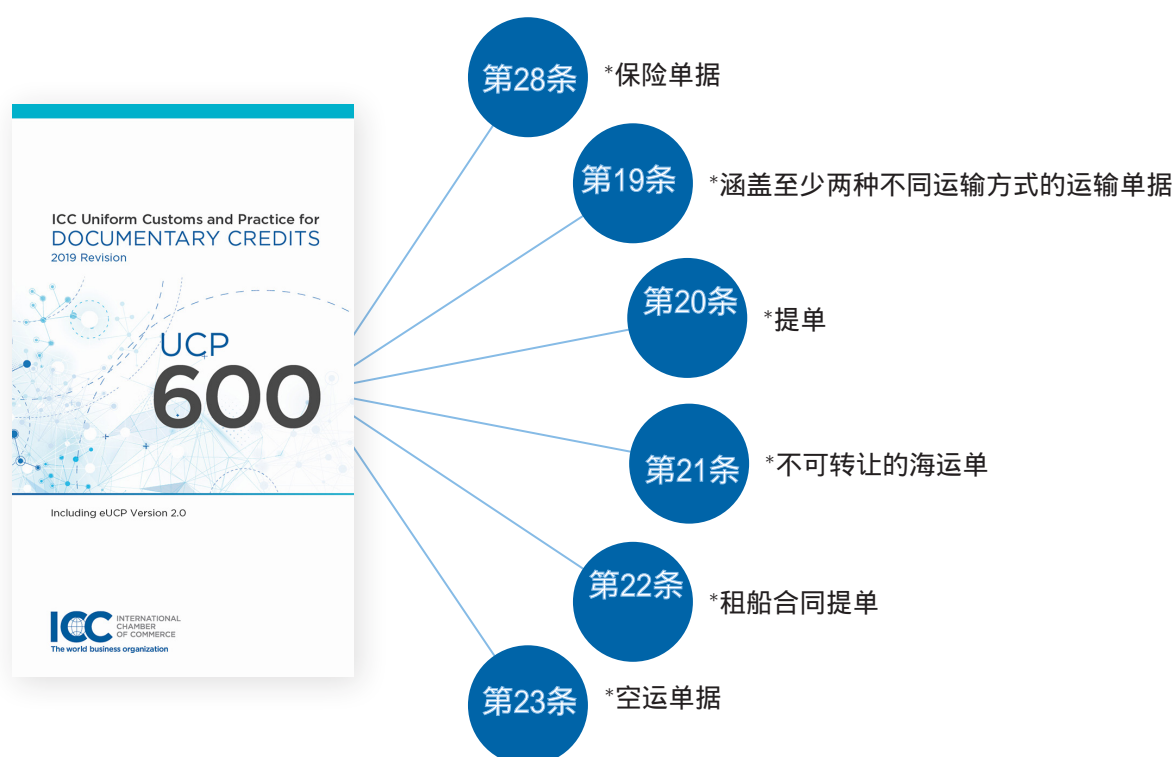 ICC Uniform Customs and Practice for
DOCUMENTARY CREDITS
2019 Revision
UCP
600
Including eUCP Version 2.0
ICC
INTERNATIONAL
CHAMBER
OF COMMERCE
The world business organization
第28条 *保险单据
第19条 *涵盖至少两种不同运输方式的运输单据
第20条 *提单
第21条 *不可转让的海运单
第22条 *租船合同提单
第23条 *空运单据